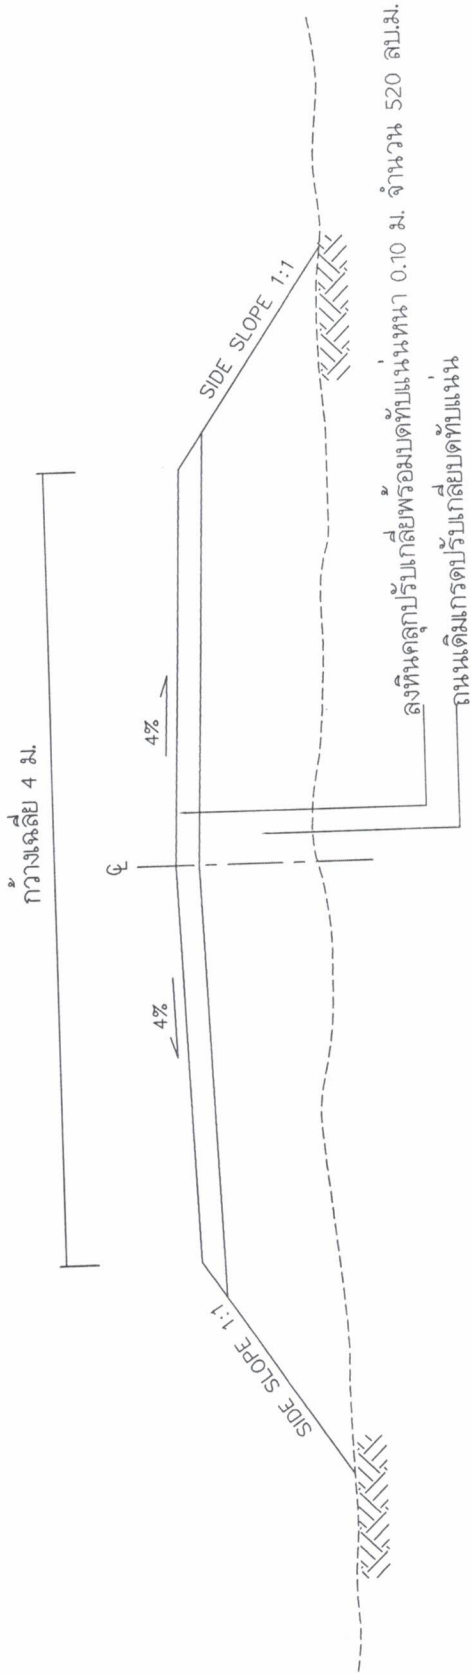 กว้างเฉลี่ย 4 ม.
℄
4%
4%
SIDE SLOPE 1:1
SIDE SLOPE 1:1
ลงหินคลุกปรับเกลี่ยพร้อมบดทับแน่นหนา 0.10 ม. จำนวน 520 ลบ.ม.
ถนนเดิมเกรดปรับเกลี่ยบดทับแน่น